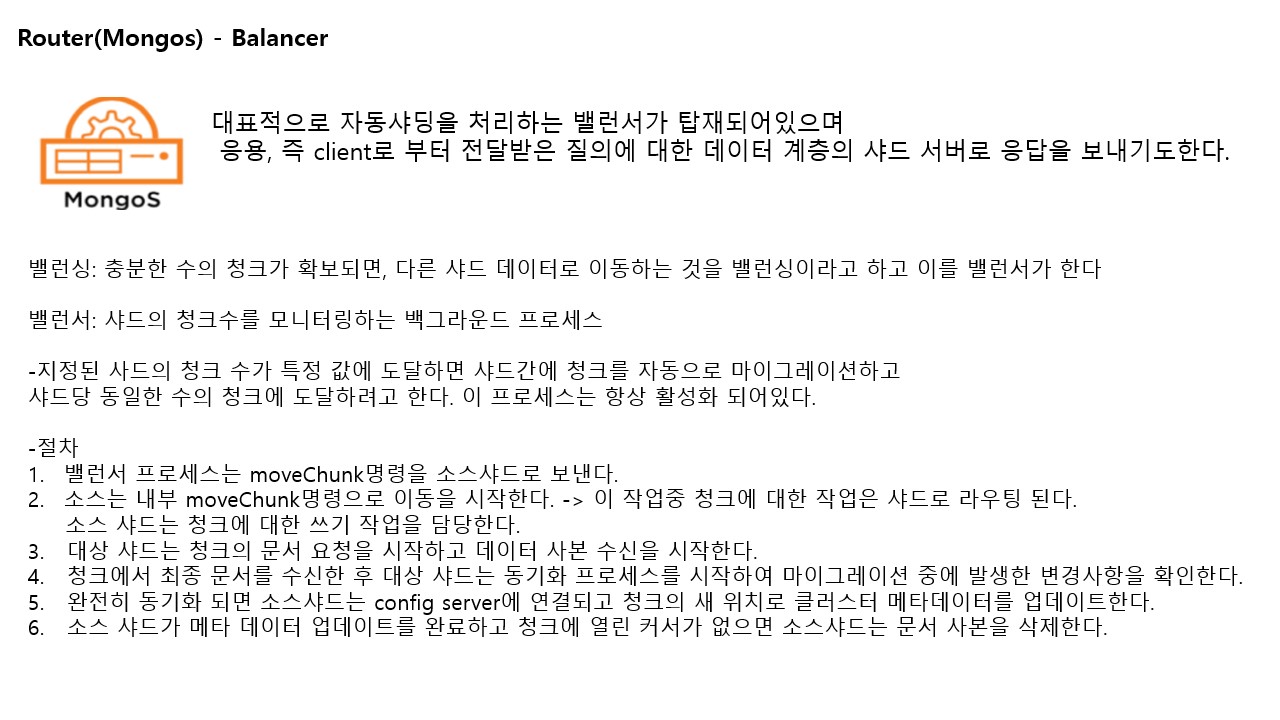 Router(Mongos) - Balancer
대표적으로 자동샤딩을 처리하는 밸런서가 탑재되어있으며
응용, 즉 client로 부터 전달받은 질의에 대한 데이터 계층의 샤드 서버로 응답을 보내기도한다.
MongoS
밸런싱: 충분한 수의 청크가 확보되면, 다른 샤드 데이터로 이동하는 것을 밸런싱이라고 하고 이를 밸런서가 한다
밸런서: 샤드의 청크수를 모니터링하는 백그라운드 프로세스
-지정된 사드의 청크 수가 특정 값에 도달하면 샤드간에 청크를 자동으로 마이그레이션하고
샤드당 동일한 수의 청크에 도달하려고 한다. 이 프로세스는 항상 활성화 되어있다.
-절차
1. 밸런서 프로세스는 moveChunk명령을 소스샤드로 보낸다.
2. 소스는 내부 moveChunk명령으로 이동을 시작한다. -> 이 작업중 청크에 대한 작업은 샤드로 라우팅 된다.
소스 샤드는 청크에 대한 쓰기 작업을 담당한다.
3. 대상 샤드는 청크의 문서 요청을 시작하고 데이터 사본 수신을 시작한다.
4. 청크에서 최종 문서를 수신한 후 대상 샤드는 동기화 프로세스를 시작하여 마이그레이션 중에 발생한 변경사항을 확인한다.
5. 완전히 동기화 되면 소스샤드는 config server에 연결되고 청크의 새 위치로 클러스터 메타데이터를 업데이트한다.
6. 소스 샤드가 메타 데이터 업데이트를 완료하고 청크에 열린 커서가 없으면 소스샤드는 문서 사본을 삭제한다.